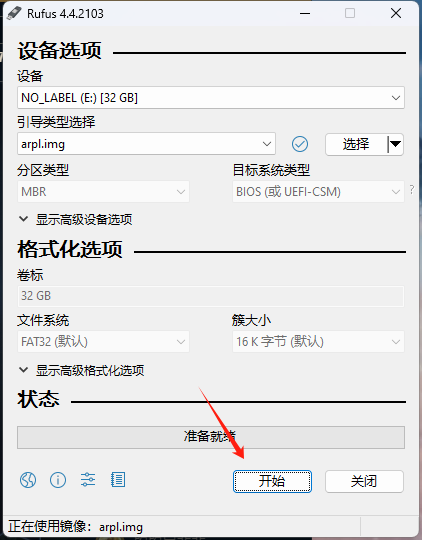 Rufus 4.4.2103
设备选项
设备
NO_LABEL (E:) [32 GB]
引导类型选择
arpl.img
选择
分区类型
目标系统类型
MBR
BIOS (或 UEFI-CSM)
?
显示高级设备选项
格式化选项
卷标
32 GB
文件系统
簇大小
FAT32 (默认)
16 K 字节 (默认)
显示高级格式化选项
状态
准备就绪
开始
关闭
正在使用镜像：arpl.img